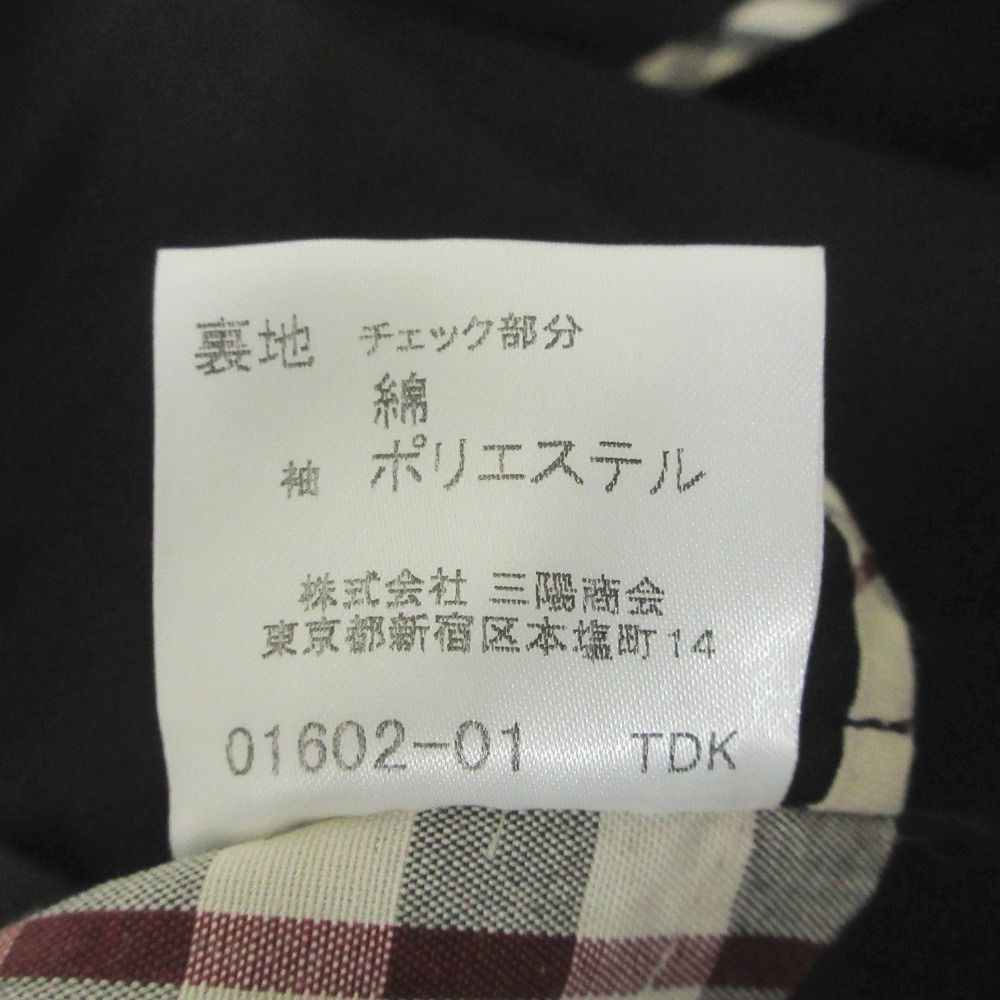 裏地 チェック部分
綿
袖 ポリエステル
株式会社 三陽商会
東京都新宿区本塩町14
01602-01 TDK